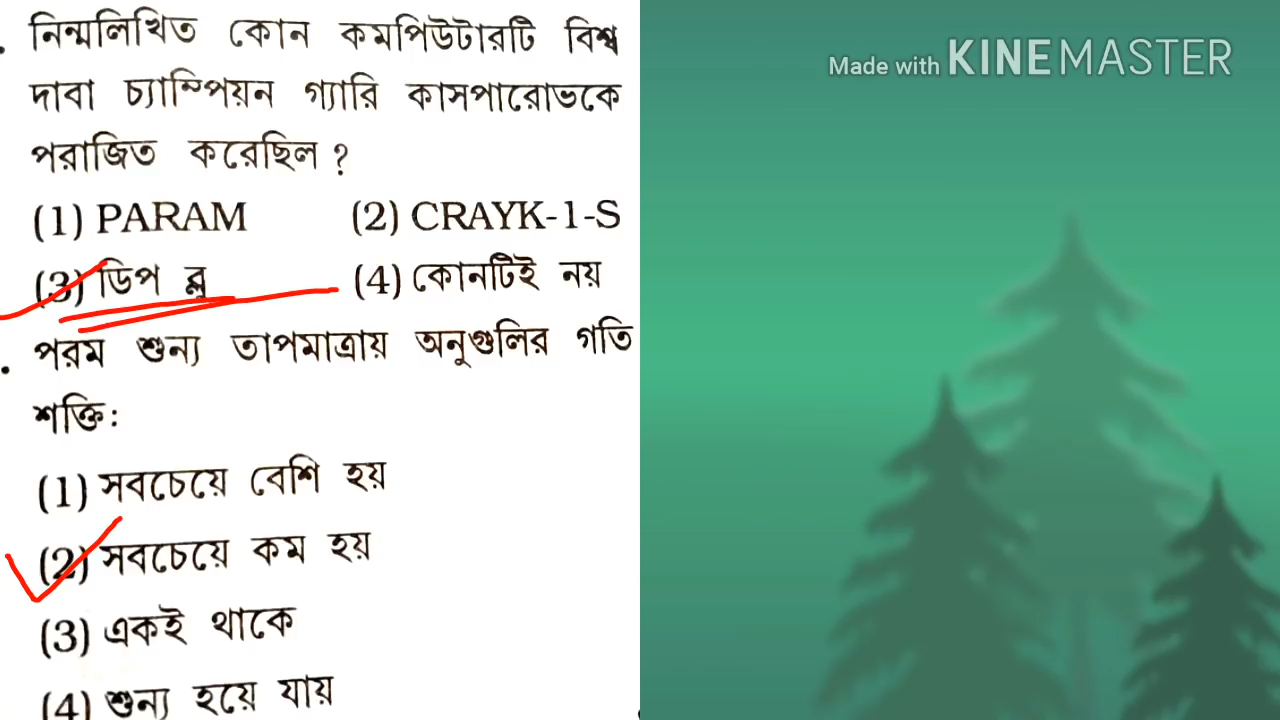 নিন্মলিখিত কোন কমপিউটারটি বিশ্ব
দাবা চ্যাম্পিয়ন গ্যারি কাসপারোভকে
পরাজিত করেছিল ?
(1) PARAM (2) CRAYK-1-S
(3) ডিপ ব্লু (4) কোনটিই নয়
পরম শুন্য তাপমাত্রায় অনুগুলির গতি
শক্তি:
(1) সবচেয়ে বেশি হয়
(2) সবচেয়ে কম হয়
(3) একই থাকে
(4) শুন্য হয়ে যায়
Made with KINEMASTER